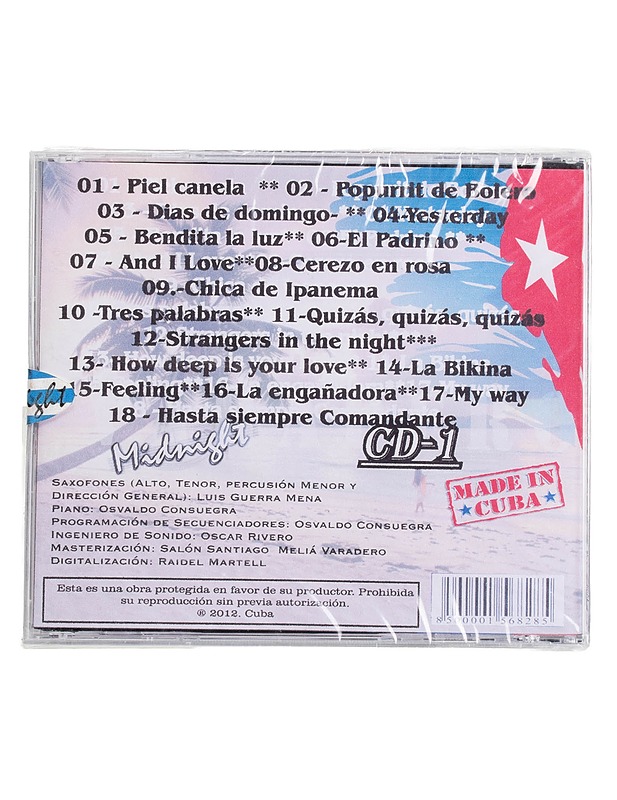 01 - Piel canela ** 02 - Popurrit de Bolero
03 - Dias de domingo- ** 04-Yesterday
05 - Bendita la luz** 06-El Padrino **
07 - And I Love**08-Cerezo en rosa
09.-Chica de Ipanema
10 -Tres palabras** 11-Quizás, quizás, quizás
12-Strangers in the night***
13- How deep is your love** 14-La Bikina
15-Feeling**16-La engañadora**17-My way
18 - Hasta siempre Comandante
Midnight
CD-1
MADE IN
CUBA
Saxofones (Alto, Tenor, percusión Menor y
Dirección General): Luis Guerra Mena
Piano: Osvaldo Consuegra
Programación de Secuenciadores: Osvaldo Consuegra
Ingeniero de Sonido: Oscar Rivero
Masterización: Salón Santiago Meliá Varadero
Digitalización: Raidel Martell
Esta es una obra protegida en favor de su productor. Prohibida
su reproducción sin previa autorización.
® 2012. Cuba
8500001568285